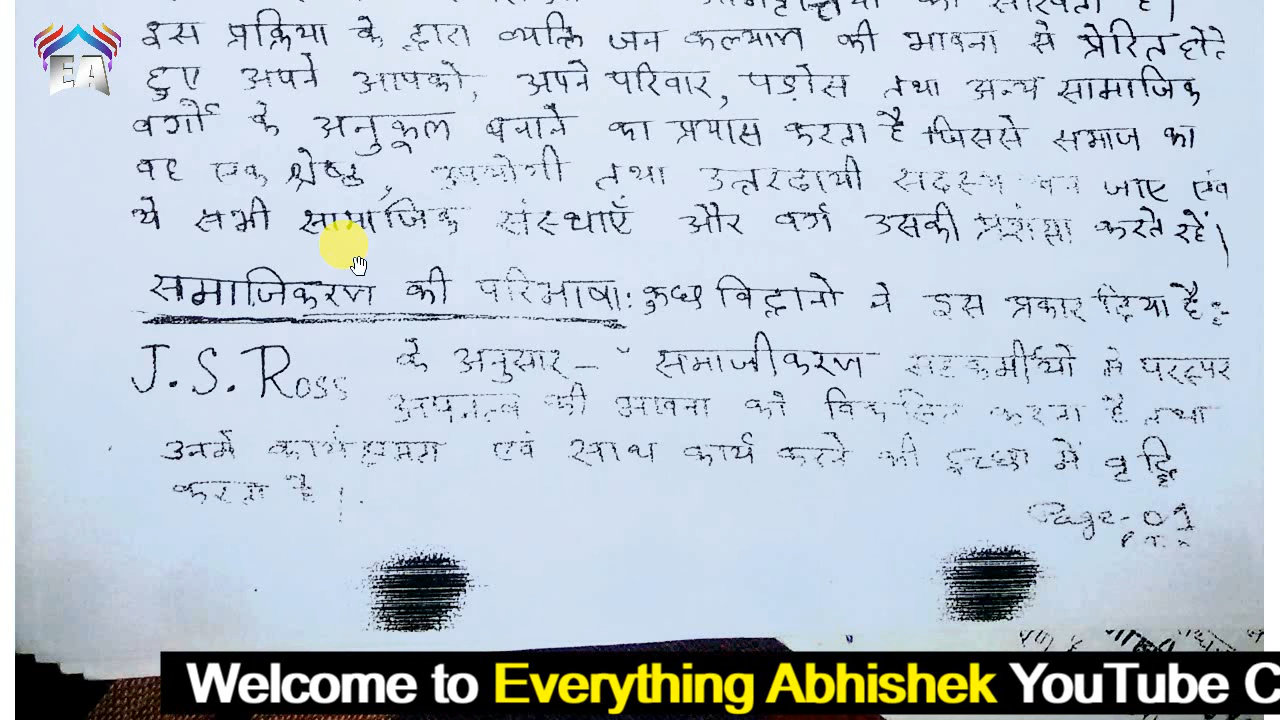 EA
की सीखता है।
इस प्रक्रिया के द्वारा व्यक्ति जन कल्याण की भावना से प्रेरित होते
हुए अपने आपको, अपने परिवार, पड़ोस तथा अन्य सामाजिक
वर्गो के अनुकूल बनाने का प्रयास करता है जिससे समाज का
वह एक श्रेष्ठ, उपयोगी तथा उत्तरदायी सदस्य बन जाए एंव
ये सभी सामाजिक संस्थाएँ और वर्ग उसकी प्रशंसा करते रहें।
समाजिकरण की परिभाषा: कुछ विद्वानो ने इस प्रकार दिया है:-
J.S. Ross के अनुसार - " समाजीकरण सहकर्मीयों मे परस्पर
अपनत्व की भावना को विकसित करता है तथा
उनमें कार्यक्षमता एवं साथ कार्य करने की इच्छा में वृद्धि
करता है।
Page-01
Welcome to Everything Abhishek YouTube C